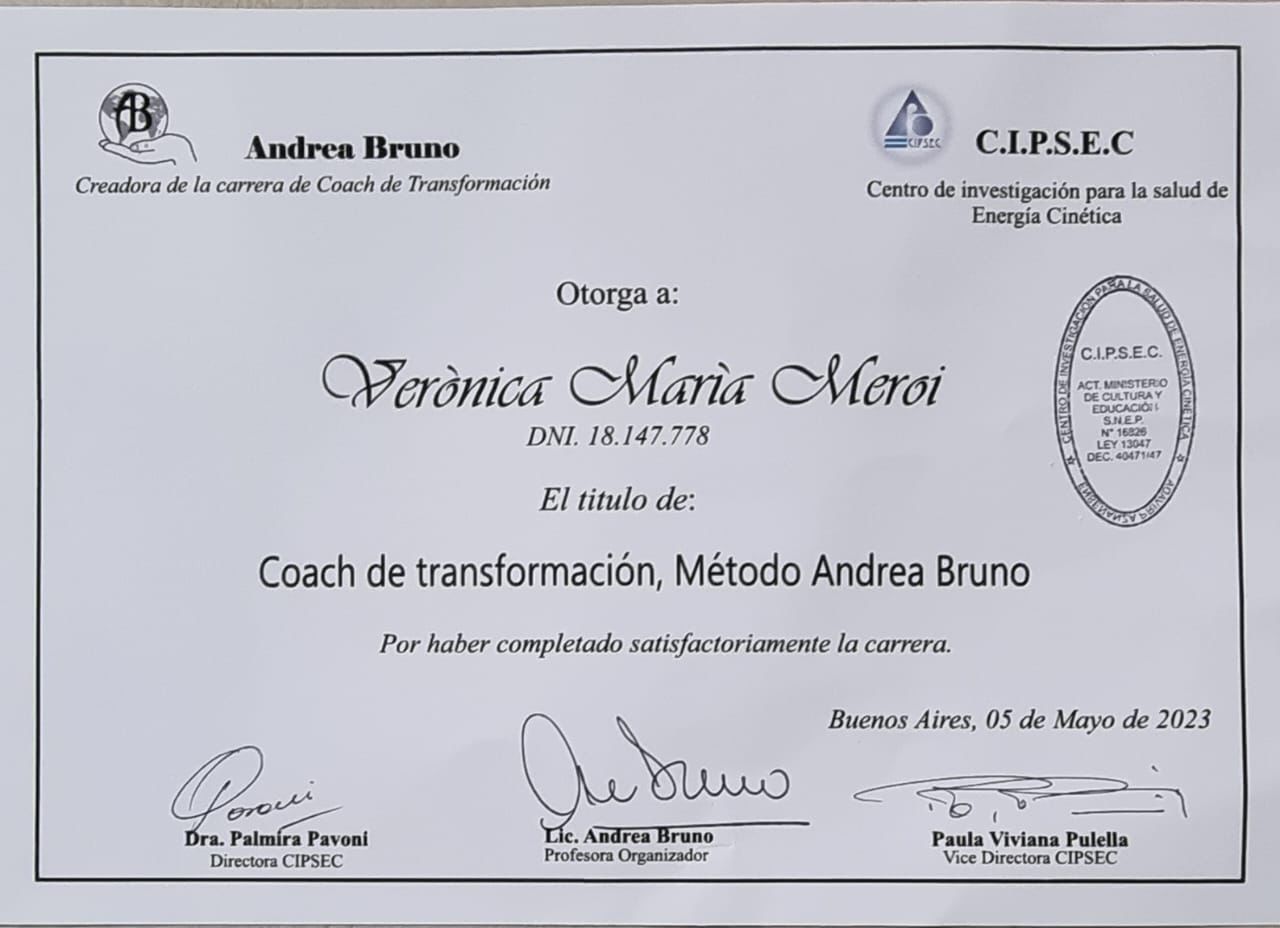 AB
Andrea Bruno
Creadora de la carrera de Coach de Transformación
CIPSEC
C.I.P.S.E.C
Centro de investigación para la salud de
Energía Cinética
Otorga a:
Verònica Marìa Meroi
DNI. 18.147.778
El titulo de:
Coach de transformación, Método Andrea Bruno
Por haber completado satisfactoriamente la carrera.
CENTRO DE INVESTIGACIÓN PARA LA SALUD DE ENERGÍA CINÉTICA
C.I.P.S.E.C.
ACT. MINISTERIO
DE CULTURA Y
EDUCACIÓN
S.N.E.P.
N° 16826
LEY 13047
DEC. 40471/47
ENSEÑANZA PRIVADA
Buenos Aires, 05 de Mayo de 2023
Dra. Palmira Pavoni
Directora CIPSEC
Lic. Andrea Bruno
Profesora Organizador
Paula Viviana Pulella
Vice Directora CIPSEC